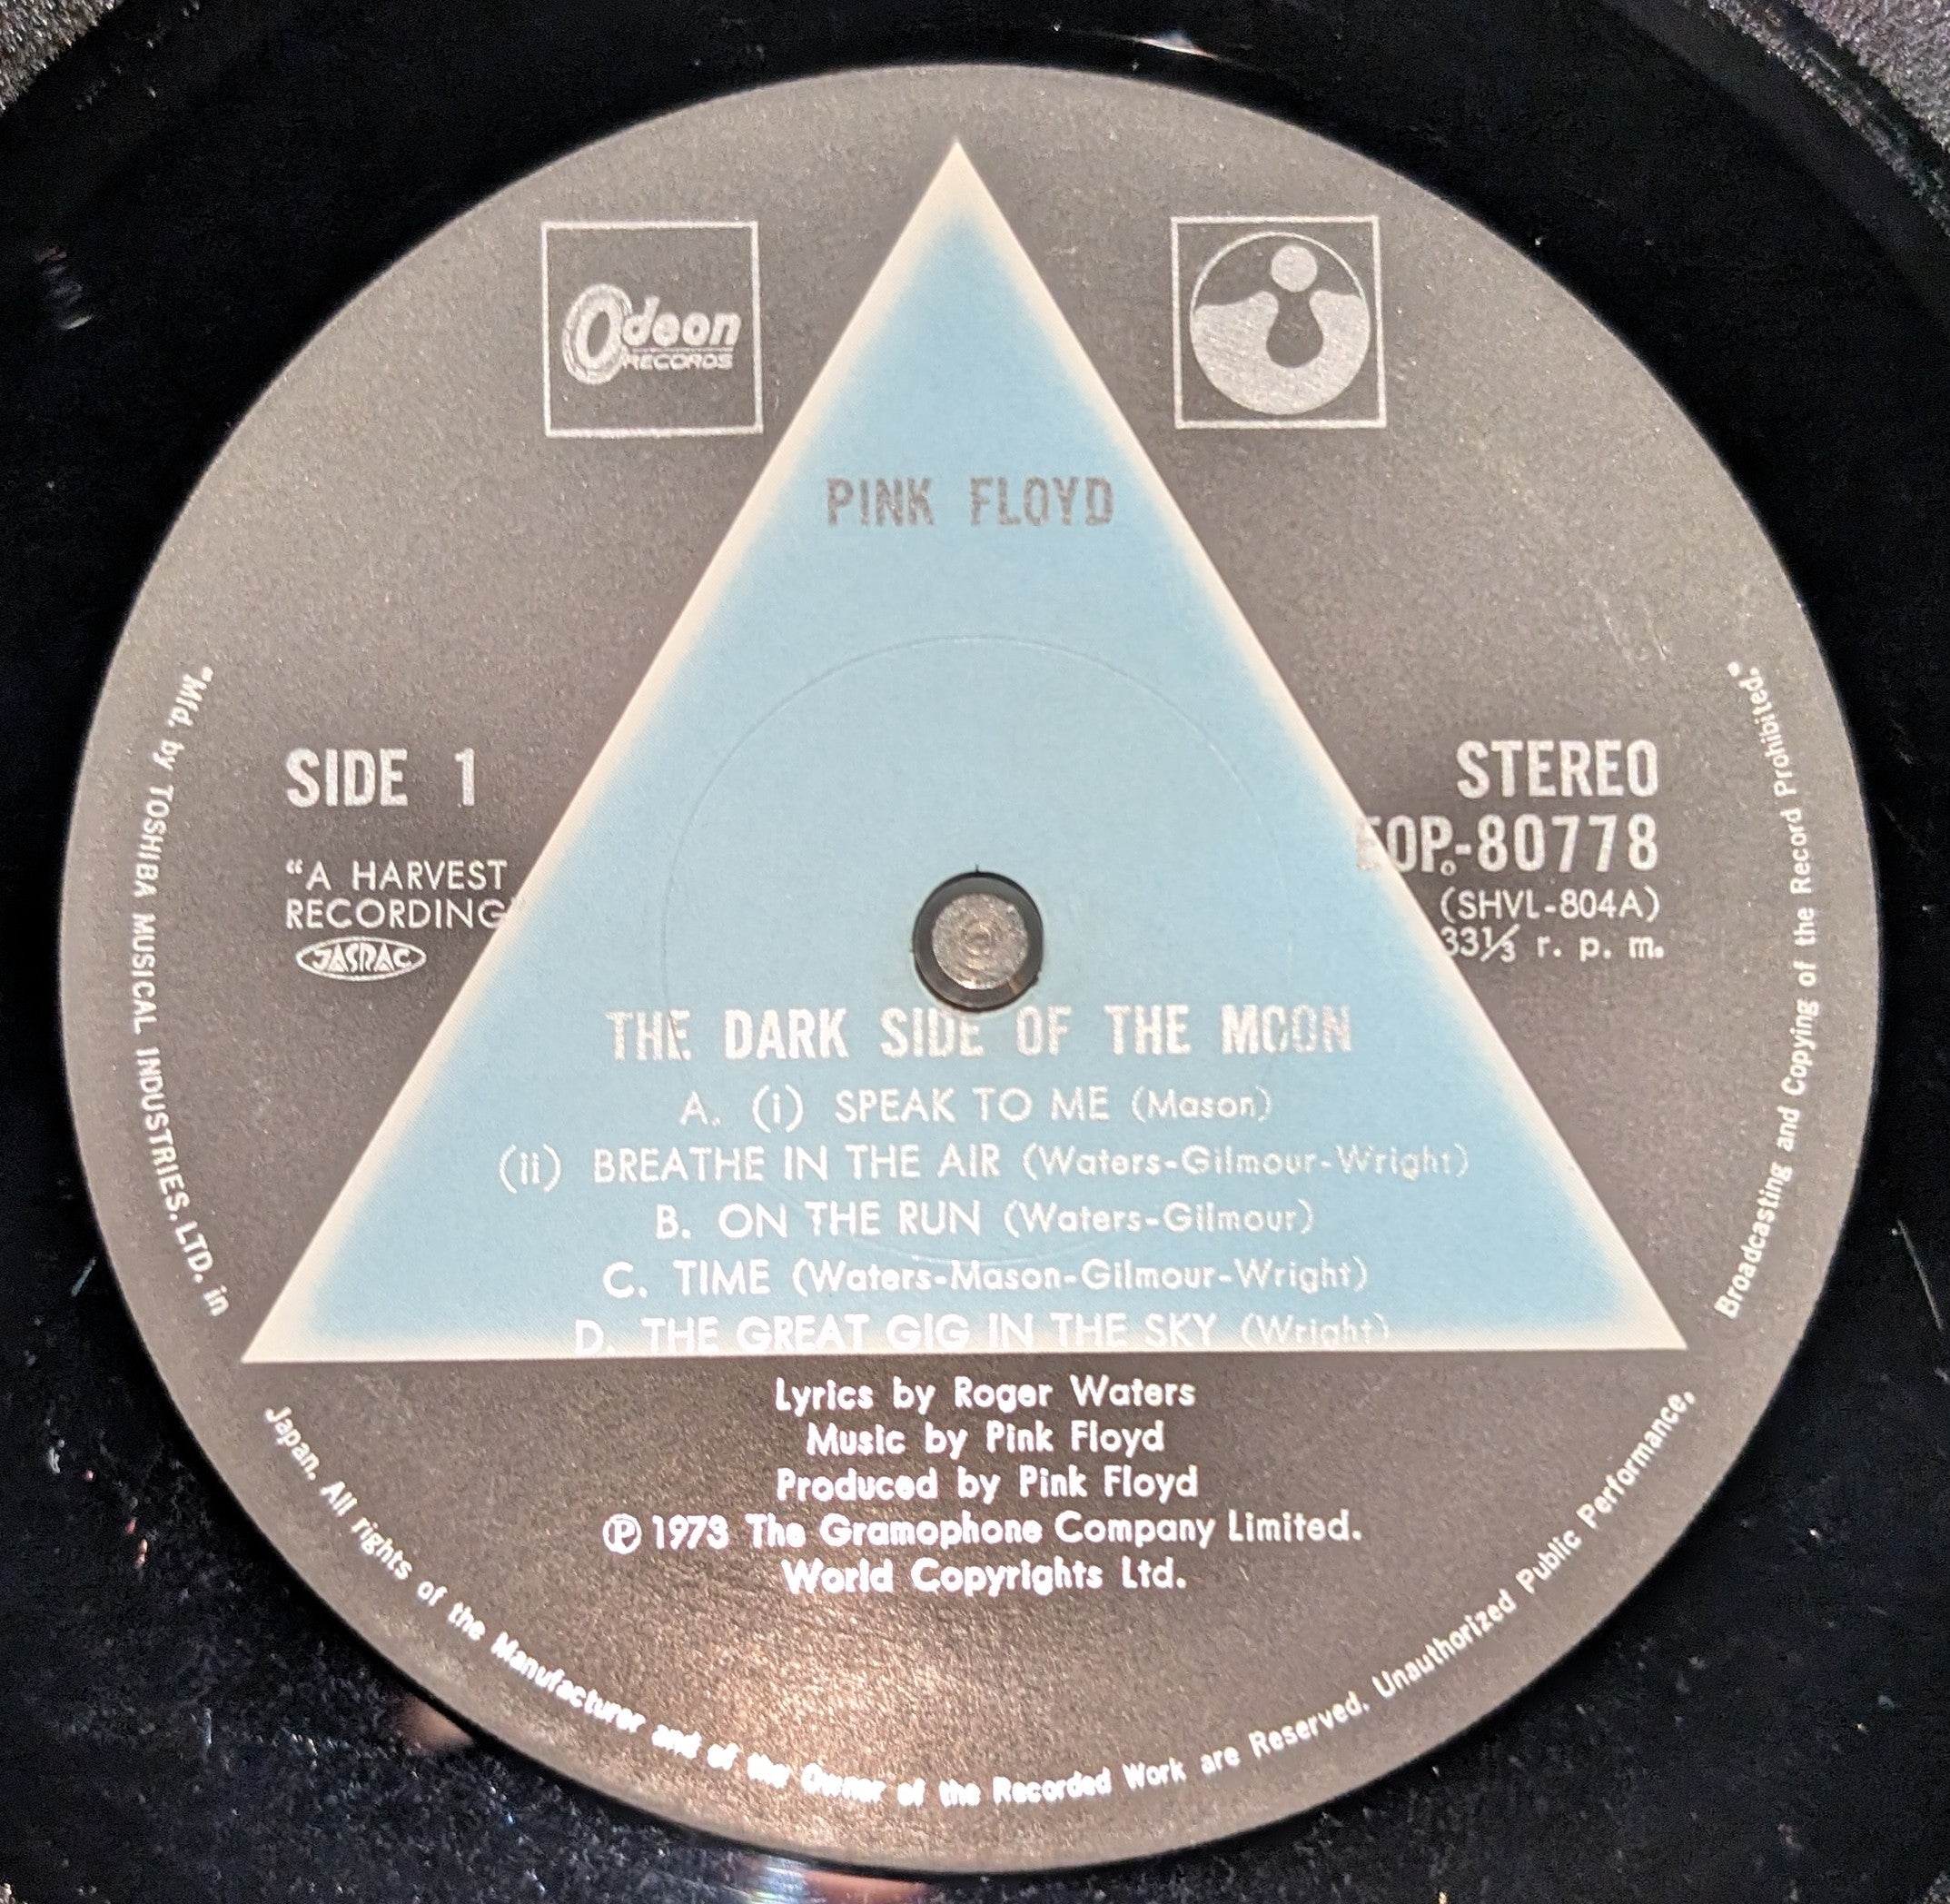 Odeon
RECORDS
PINK FLOYD
SIDE 1
"A HARVEST
RECORDING"
JASRAC
STEREO
EOP-80778
(SHVL-804A)
33⅓ r. p. m.
THE DARK SIDE OF THE MOON
A. (i) SPEAK TO ME (Mason)
(ii) BREATHE IN THE AIR (Waters-Gilmour-Wright)
B. ON THE RUN (Waters-Gilmour)
C. TIME (Waters-Mason-Gilmour-Wright)
D. THE GREAT GIG IN THE SKY (Wright)
Lyrics by Roger Waters
Music by Pink Floyd
Produced by Pink Floyd
℗ 1973 The Gramophone Company Limited.
World Copyrights Ltd.
"Mfd. by TOSHIBA MUSICAL INDUSTRIES. LTD. in Japan. All rights of the Manufacturer and of the Owner of the Recorded Work are Reserved. Unauthorized Public Performance. Broadcasting and Copying of the Record Prohibited."